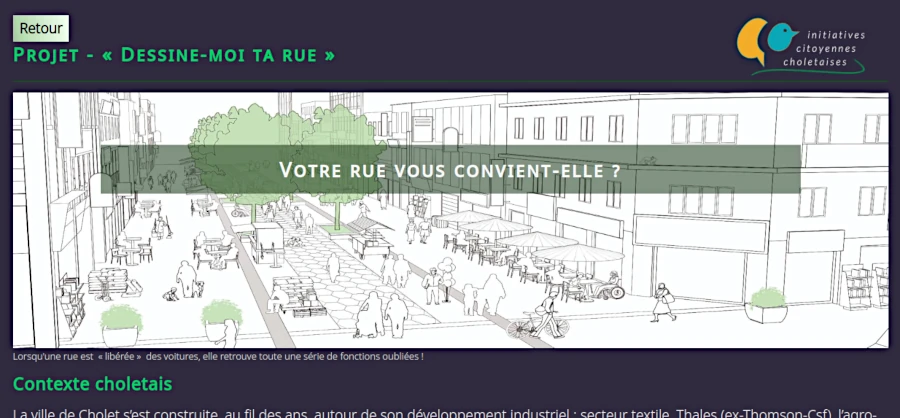 Retour
Projet - « Dessine-moi ta rue »
initiatives
citoyennes
choletaises
Votre rue vous convient-elle ?
Lorsqu'une rue est « libérée » des voitures, elle retrouve toute une série de fonctions oubliées !
Contexte choletais
La ville de Cholet s'est construite, au fil des ans, autour de son développement industriel : secteur textile, Thales (ex-Thomson-Csf), l'agro-